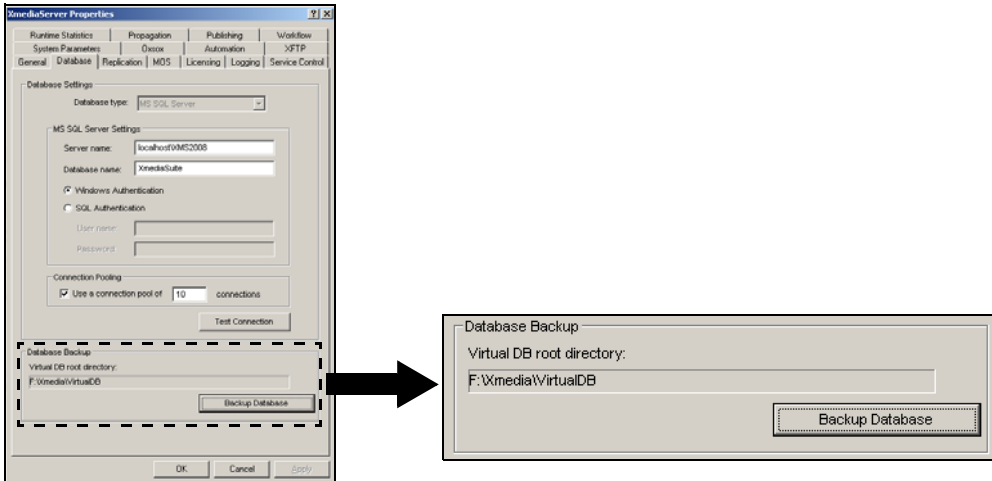 XmediaServer Properties
Runtime Statistics Propagation Publishing Workflow
System Parameters Oxsox Automation XFTP
General Database Replication MOS Licensing Logging Service Control
Database Settings
Database type: MS SQL Server
MS SQL Server Settings
Server name: localhost\XMS2008
Database name: XmediaSuite
Windows Authentication
SQL Authentication
User name:
Password:
Connection Pooling
Use a connection pool of 10 connections
Test Connection
Database Backup
Virtual DB root directory:
F:\Xmedia\VirtualDB
Backup Database
OK Cancel Apply
Database Backup
Virtual DB root directory:
F:\Xmedia\VirtualDB
Backup Database